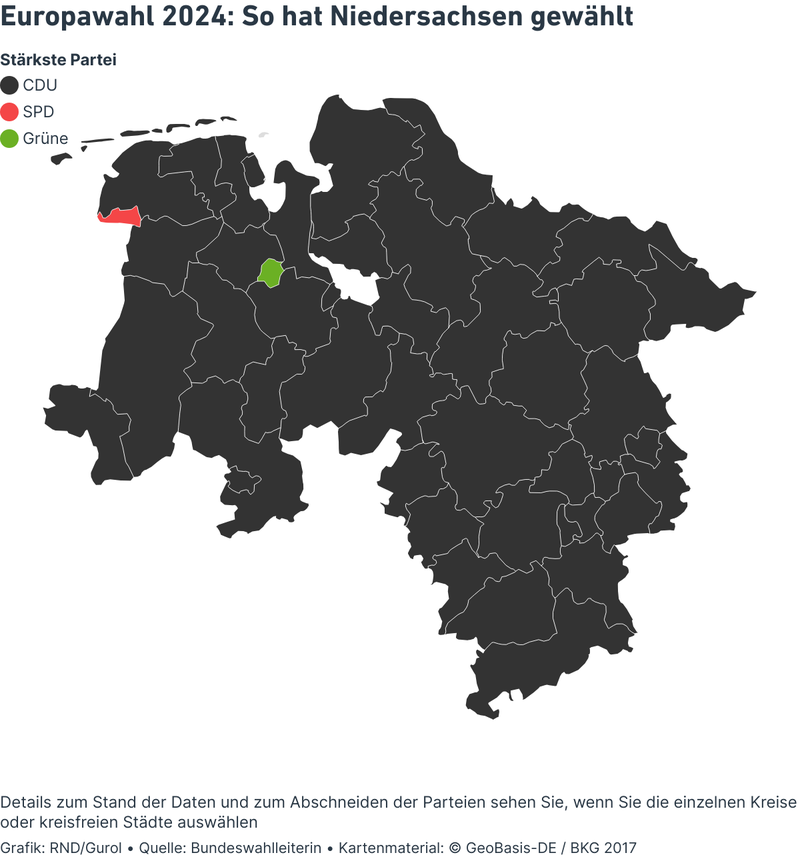 Europawahl 2024: So hat Niedersachsen gewählt
Stärkste Partei
CDU
SPD
Grüne
Details zum Stand der Daten und zum Abschneiden der Parteien sehen Sie, wenn Sie die einzelnen Kreise
oder kreisfreien Städte auswählen
Grafik: RND/Gurol • Quelle: Bundeswahlleiterin • Kartenmaterial: © GeoBasis-DE / BKG 2017